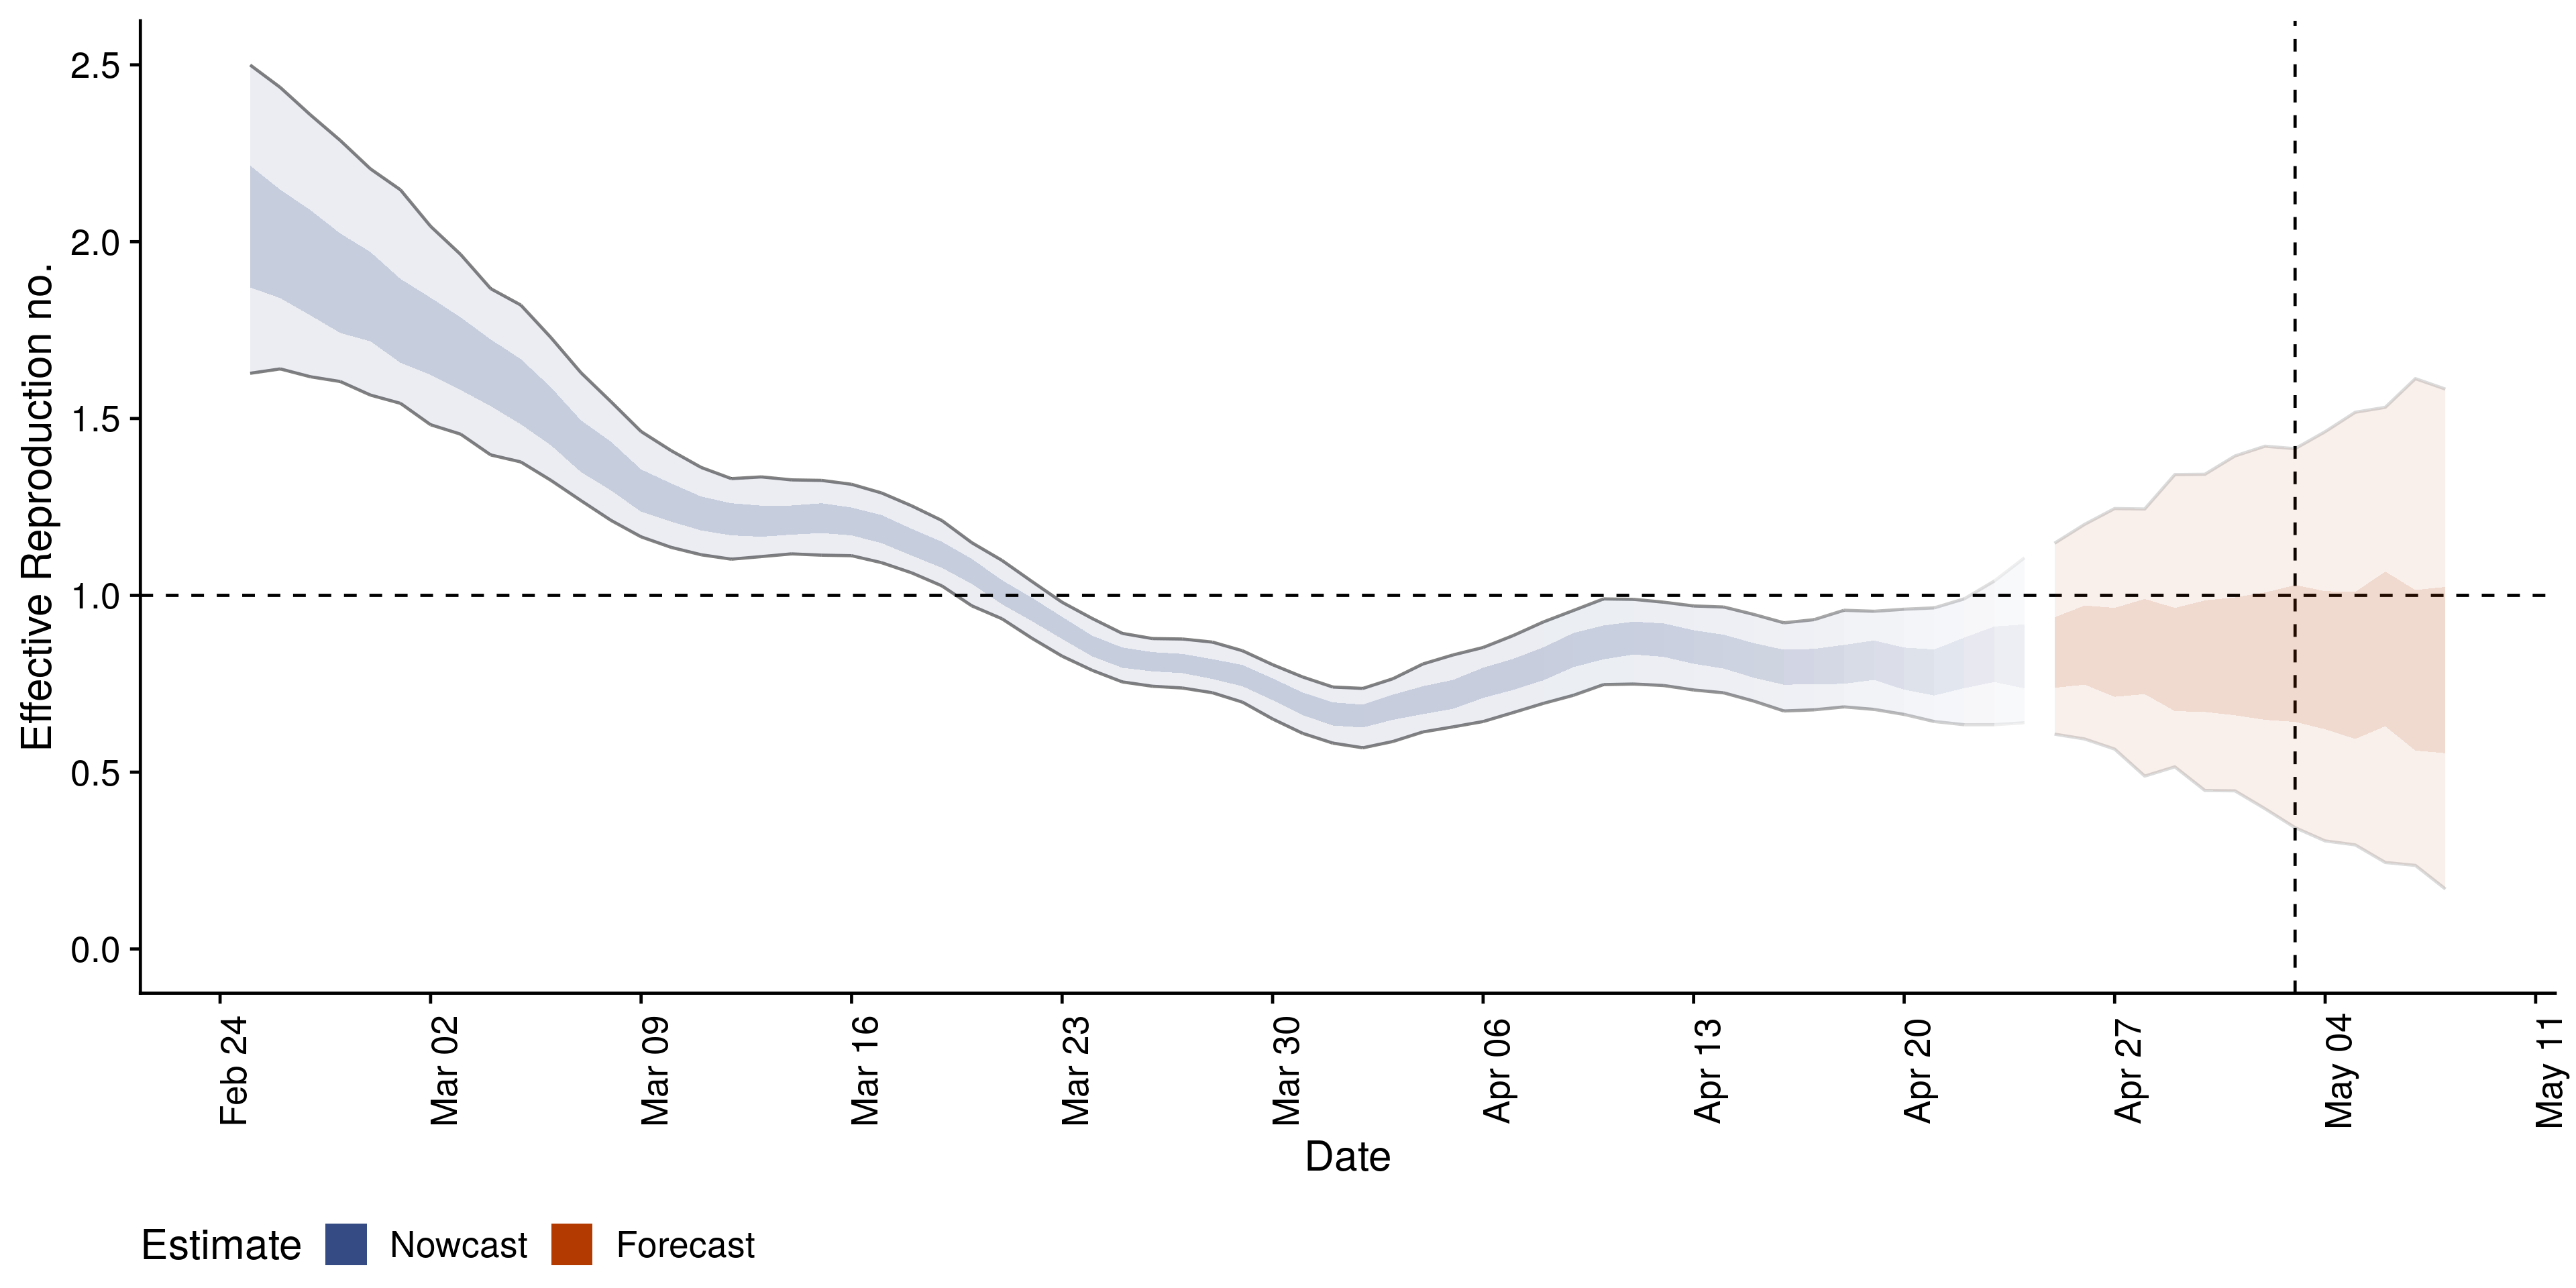 Effective Reproduction no.
2.5
2.0
1.5
1.0
0.5
0.0
Feb 24
Mar 02
Mar 09
Mar 16
Mar 23
Mar 30
Apr 06
Apr 13
Apr 20
Apr 27
May 04
May 11
Date
Estimate Nowcast Forecast